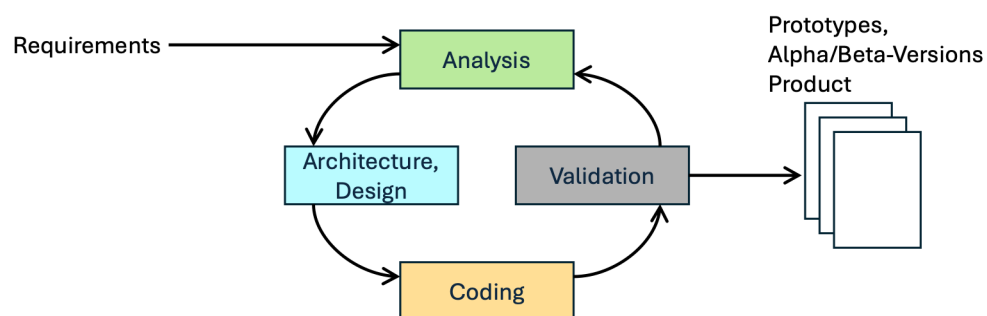 Requirements
Analysis
Prototypes,
Alpha/Beta-Versions
Product
Architecture,
Design
Validation
Coding